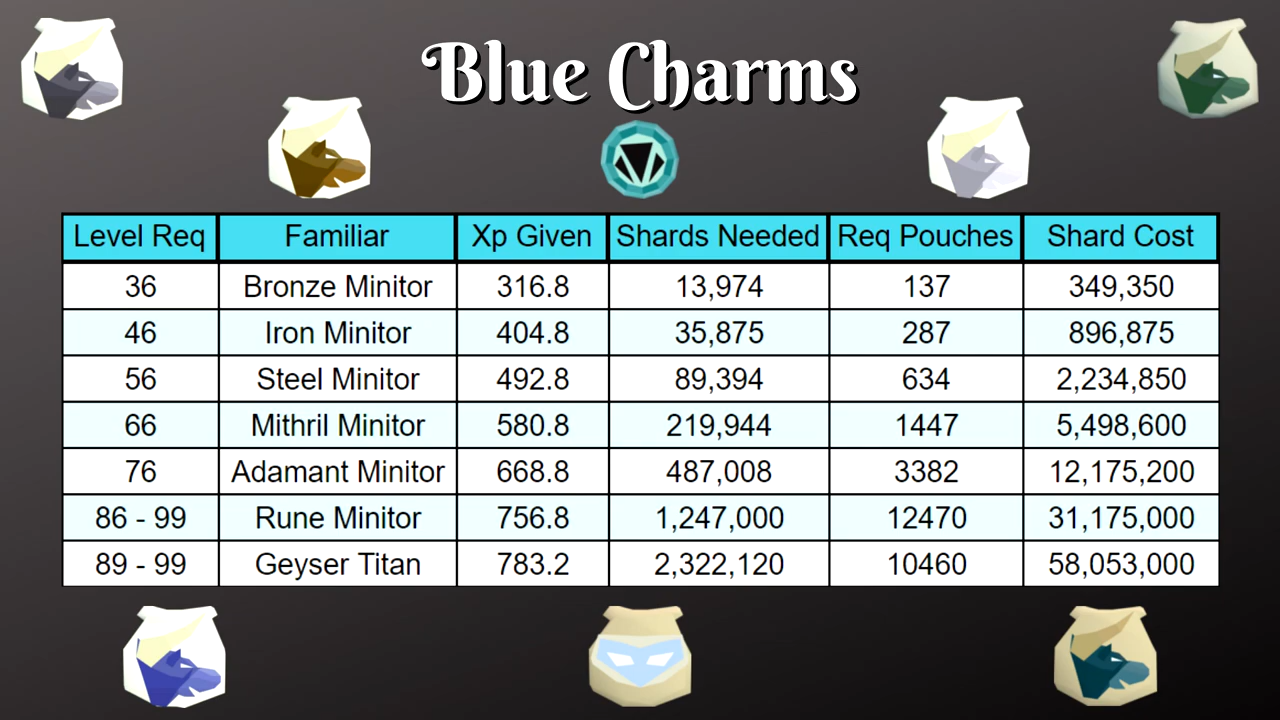 Blue Charms
Level Req Familiar Xp Given Shards Needed Req Pouches Shard Cost
36 Bronze Minitor 316.8 13,974 137 349,350
46 Iron Minitor 404.8 35,875 287 896,875
56 Steel Minitor 492.8 89,394 634 2,234,850
66 Mithril Minitor 580.8 219,944 1447 5,498,600
76 Adamant Minitor 668.8 487,008 3382 12,175,200
86 - 99 Rune Minitor 756.8 1,247,000 12470 31,175,000
89 - 99 Geyser Titan 783.2 2,322,120 10460 58,053,000